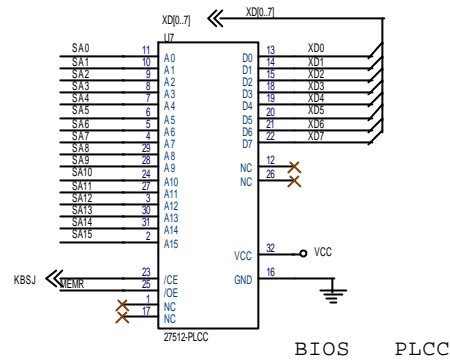 XD[0..7] XD[0..7]
U7
SA0 11 A0 D0 13 XD0
SA1 10 A1 D1 14 XD1
SA2 9 A2 D2 15 XD2
SA3 8 A3 D3 18 XD3
SA4 7 A4 D4 19 XD4
SA5 6 A5 D5 20 XD5
SA6 5 A6 D6 21 XD6
SA7 4 A7 D7 22 XD7
SA8 29 A8
SA9 28 A9 NC 12
SA10 24 A10 NC 26
SA11 27 A11
SA12 3 A12
SA13 30 A13
SA14 31 A14
SA15 2 A15
VCC 32 VCC
KBSJ 23 /CE GND 16
MEMR 25 /OE
1 NC
17 NC
27512-PLCC
BIOS PLCC